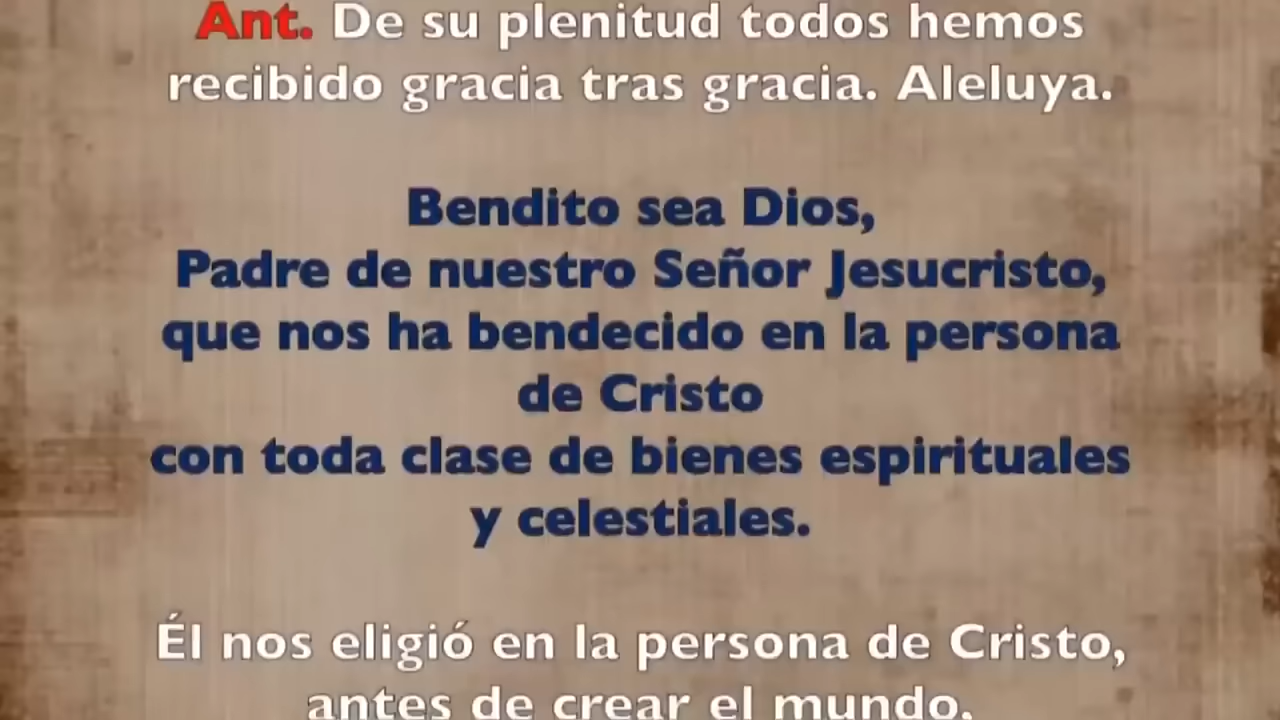 Ant. De su plenitud todos hemos
recibido gracia tras gracia. Aleluya.
Bendito sea Dios,
Padre de nuestro Señor Jesucristo,
que nos ha bendecido en la persona
de Cristo
con toda clase de bienes espirituales
y celestiales.
Él nos eligió en la persona de Cristo,
antes de crear el mundo,